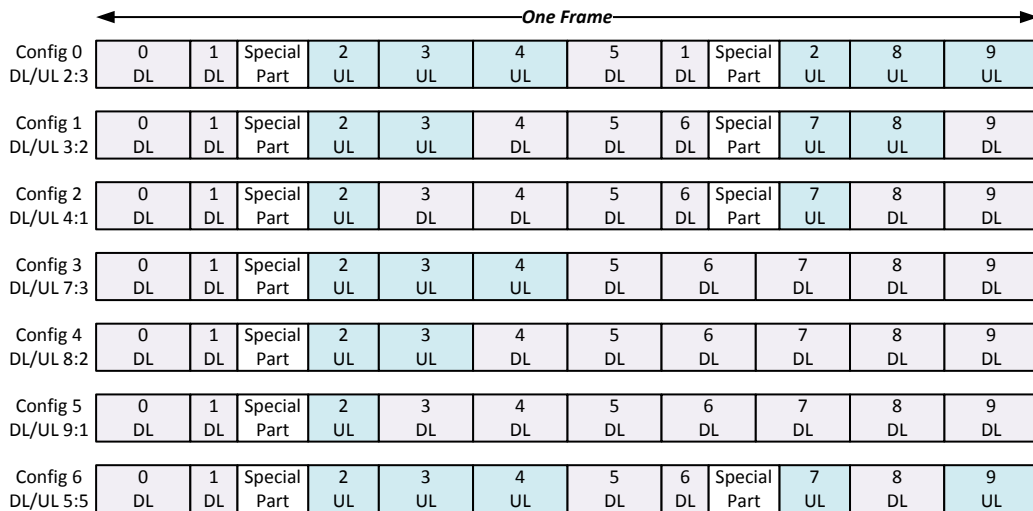 One Frame
Config 0 0 1 Special 2 3 4 5 1 Special 2 8 9
DL/UL 2:3 DL DL Part UL UL UL DL DL Part UL UL UL
Config 1 0 1 Special 2 3 4 5 6 Special 7 8 9
DL/UL 3:2 DL DL Part UL UL DL DL DL Part UL UL DL
Config 2 0 1 Special 2 3 4 5 6 Special 7 8 9
DL/UL 4:1 DL DL Part UL DL DL DL DL Part UL DL DL
Config 3 0 1 Special 2 3 4 5 6 7 8 9
DL/UL 7:3 DL DL Part UL UL UL DL DL DL DL DL
Config 4 0 1 Special 2 3 4 5 6 7 8 9
DL/UL 8:2 DL DL Part UL UL DL DL DL DL DL DL
Config 5 0 1 Special 2 3 4 5 6 7 8 9
DL/UL 9:1 DL DL Part UL DL DL DL DL DL DL DL
Config 6 0 1 Special 2 3 4 5 6 Special 7 8 9
DL/UL 5:5 DL DL Part UL UL UL DL DL Part UL DL UL